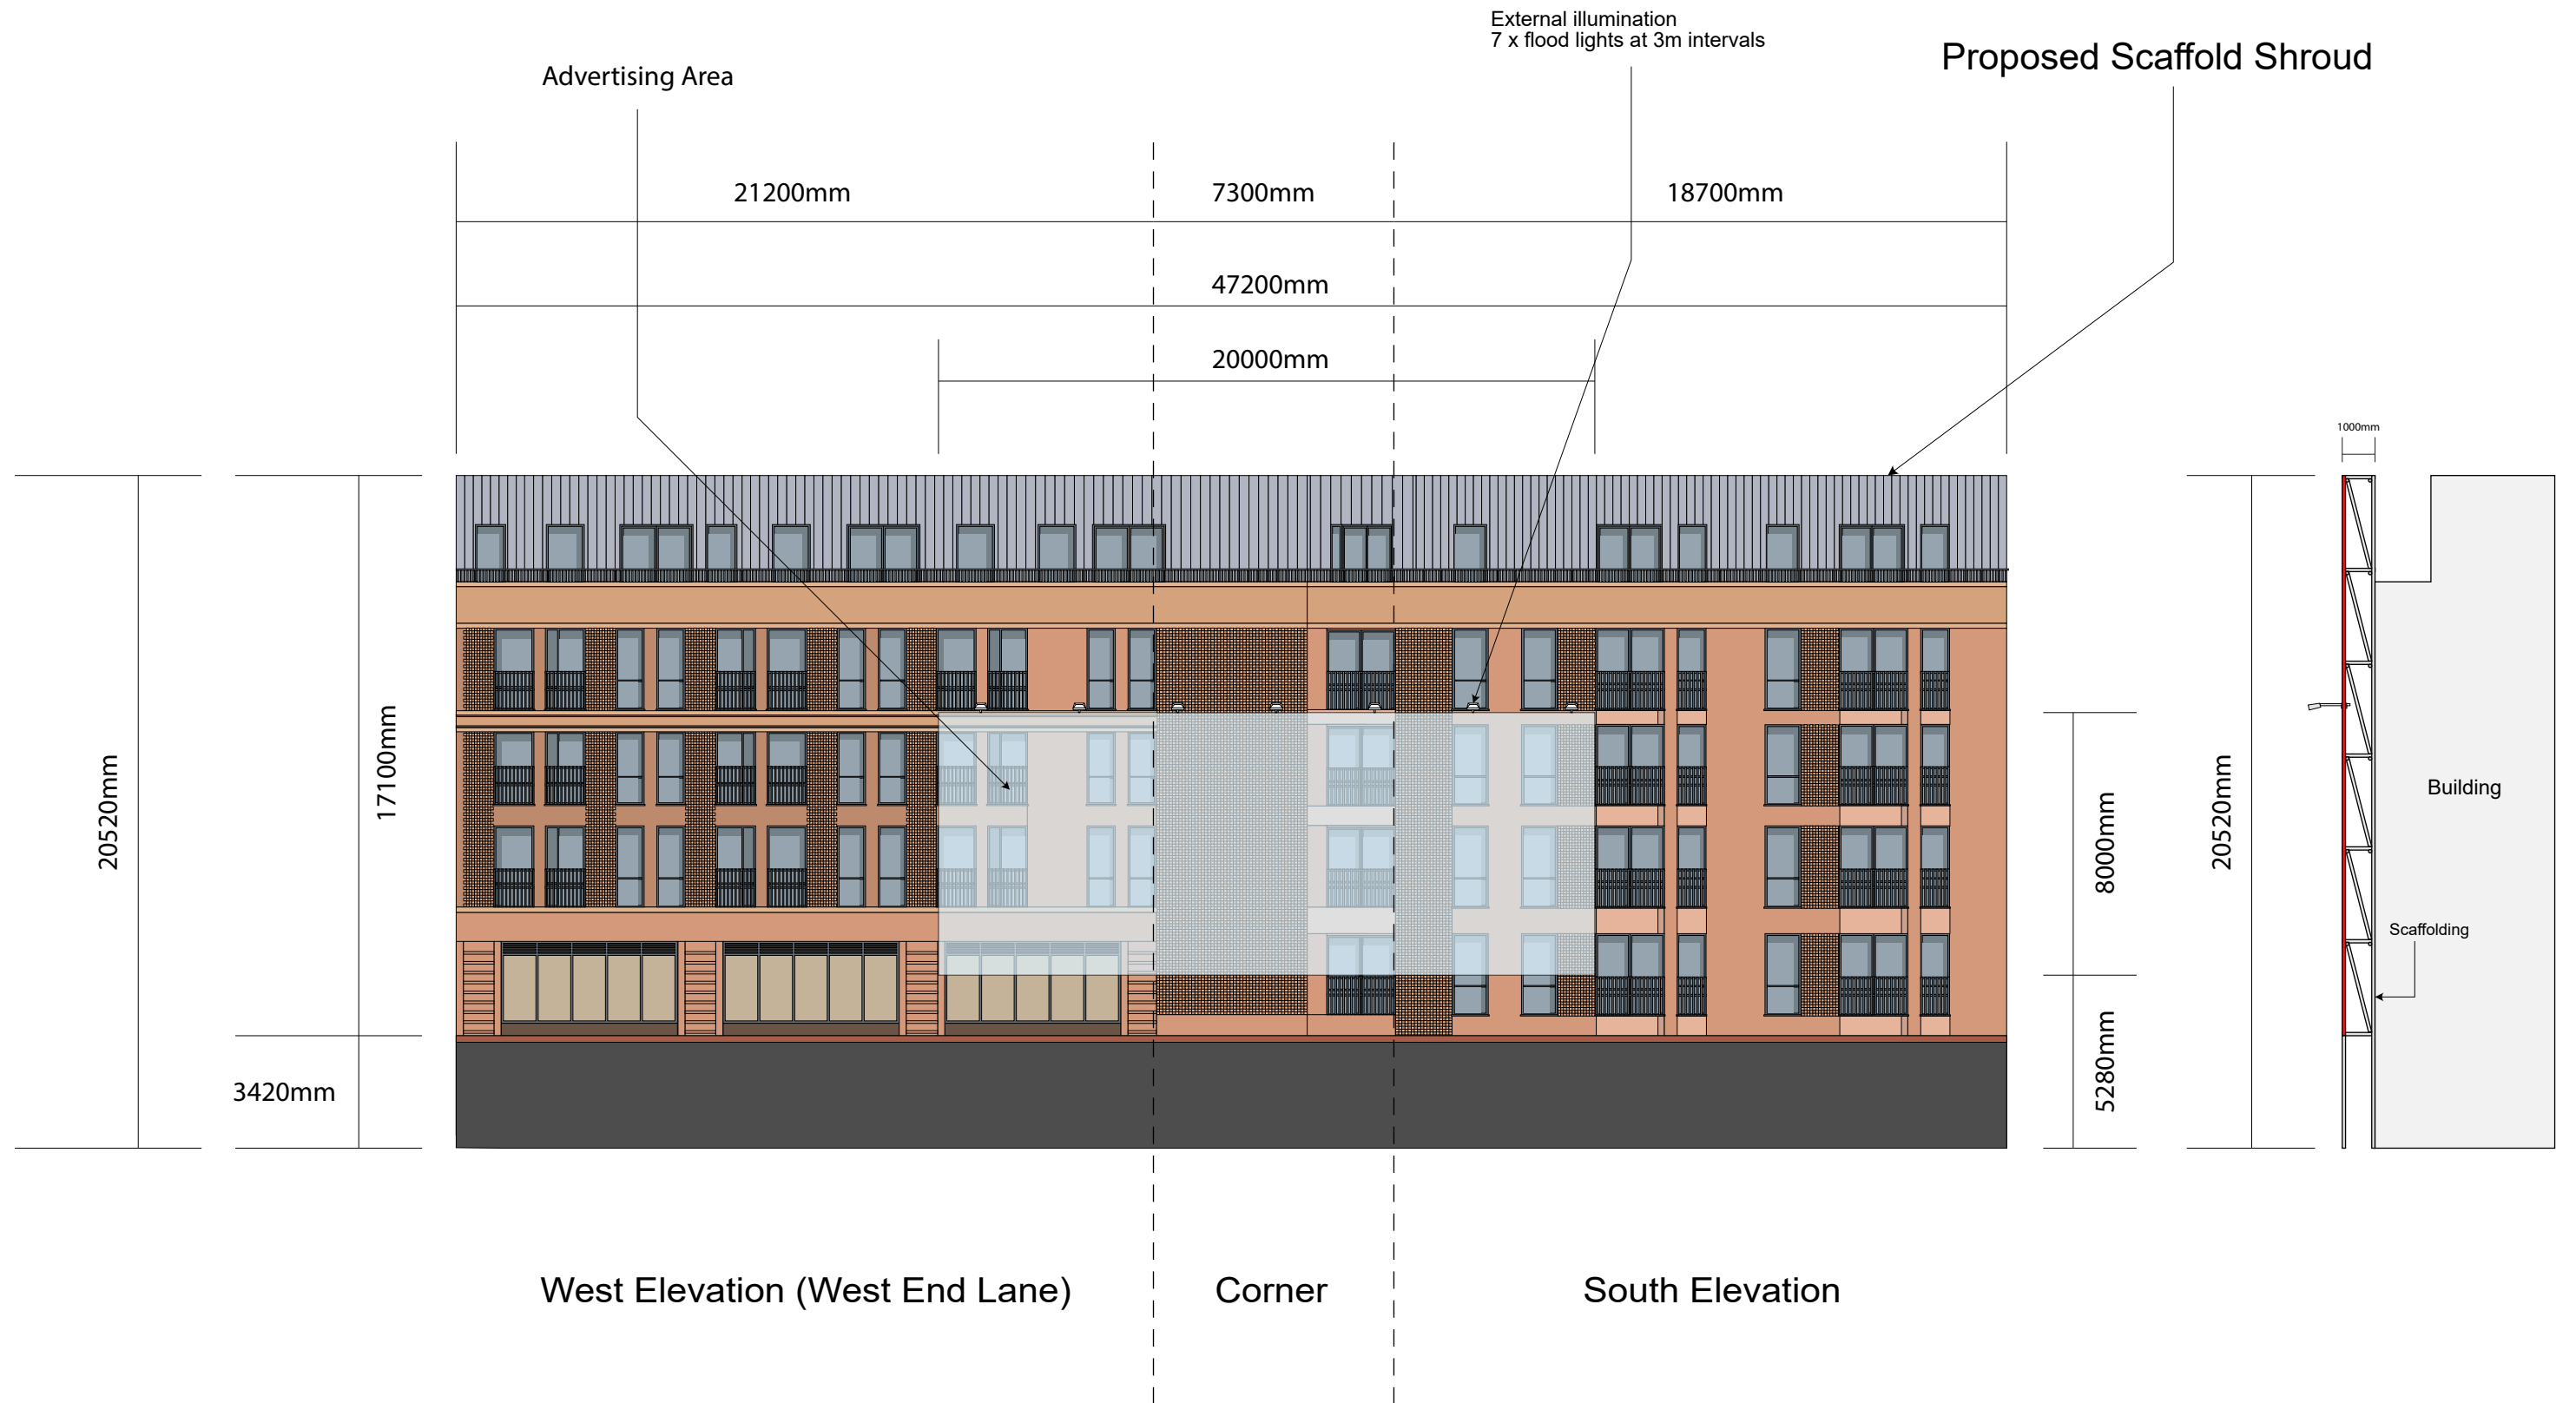 External illumination
7 x flood lights at 3m intervals
Proposed Scaffold Shroud
Advertising Area
21200mm
7300mm
18700mm
47200mm
20000mm
1000mm
20520mm
17100mm
3420mm
8000mm
5280mm
20520mm
Building
Scaffolding
West Elevation (West End Lane)
Corner
South Elevation